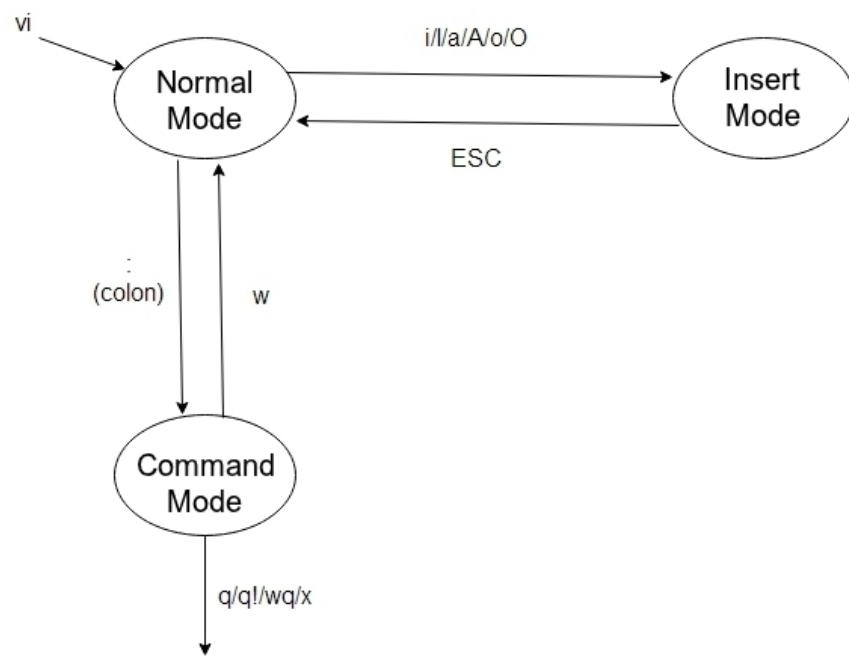 vi
i/I/a/A/o/O
Normal
Mode
Insert
Mode
ESC
:
(colon)
w
Command
Mode
q/q!/wq/x